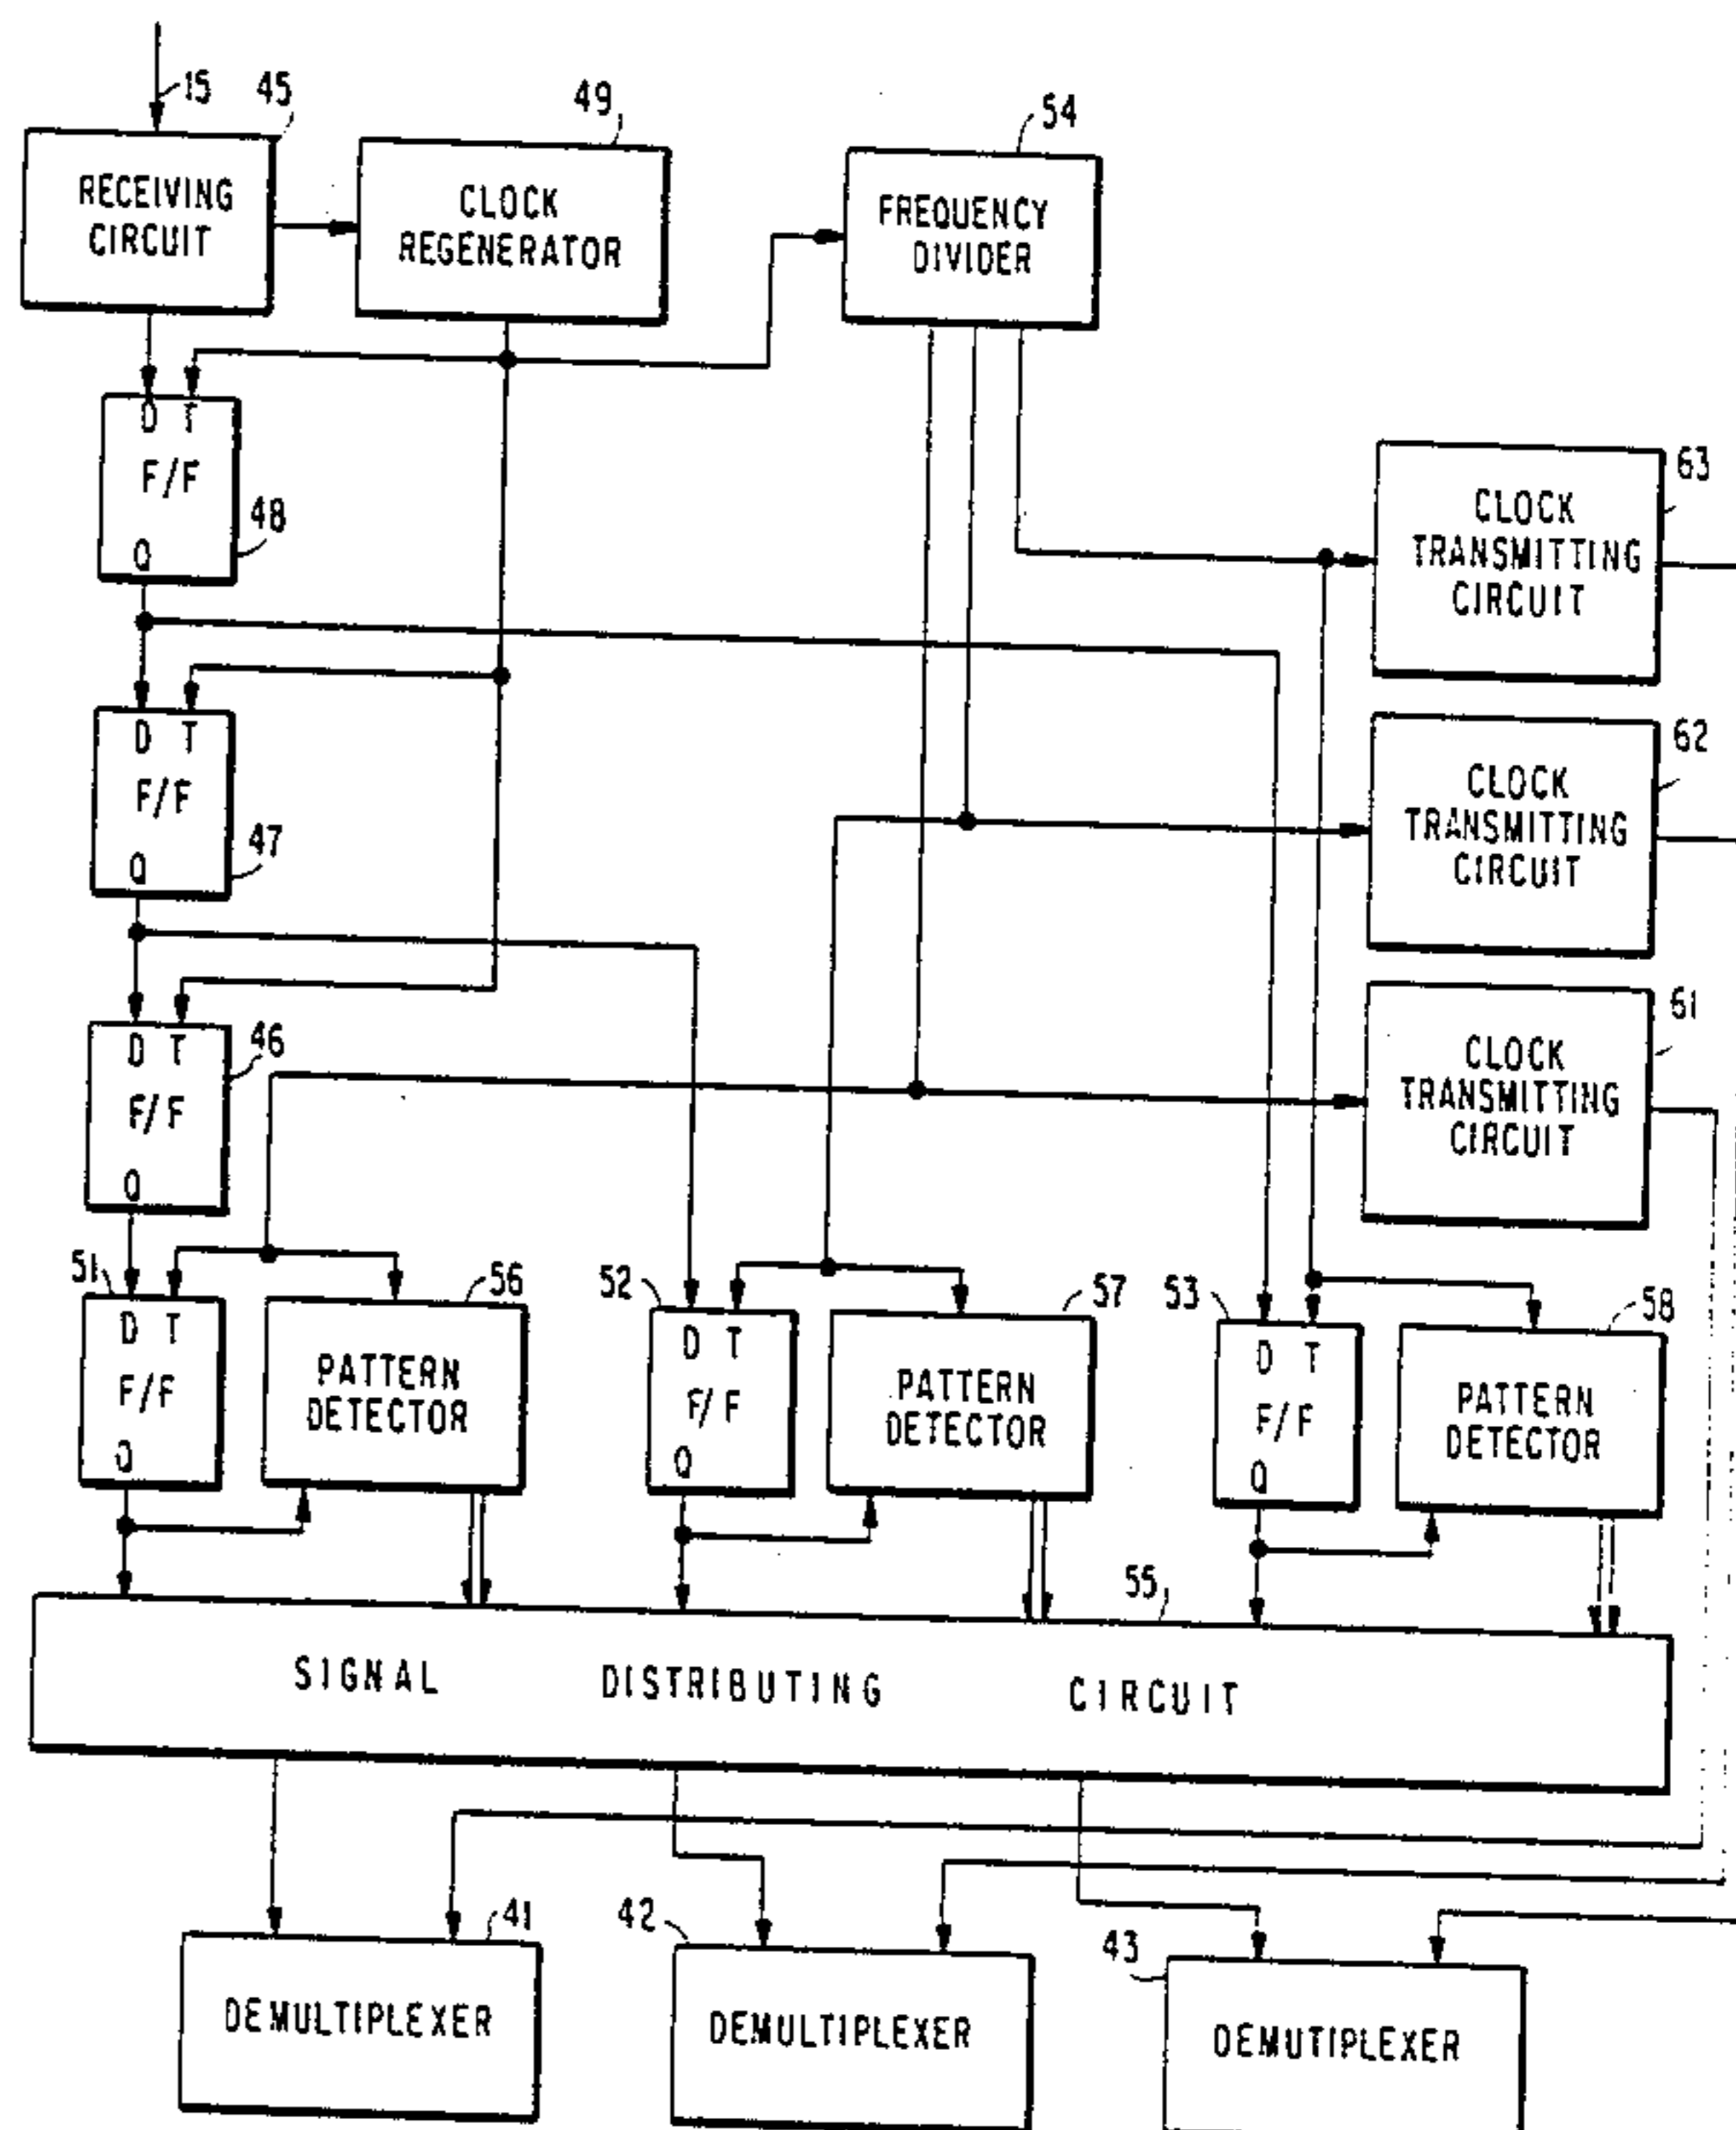 15
45
49
54
RECEIVING
CIRCUIT
CLOCK
REGENERATOR
FREQUENCY
DIVIDER
D T
F/F
Q
48
63
CLOCK
TRANSMITTING
CIRCUIT
D T
F/F
Q
47
62
CLOCK
TRANSMITTING
CIRCUIT
D T
F/F
Q
46
61
CLOCK
TRANSMITTING
CIRCUIT
51
D T
F/F
Q
56
PATTERN
DETECTOR
52
D T
F/F
Q
57
PATTERN
DETECTOR
53
D T
F/F
Q
58
PATTERN
DETECTOR
55
SIGNAL DISTRIBUTING CIRCUIT
41
DEMULTIPLEXER
42
DEMULTIPLEXER
43
DEMUTIPLEXER